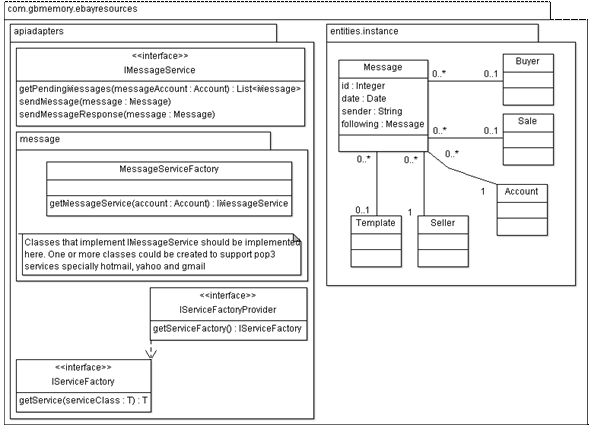 com.gbmemory.ebayresources
apiadapters
<<interface>>
IMessageService
getPendingMessages(messageAccount : Account) : List<Message>
sendMessage(message : Message)
sendMessageResponse(message : Message)
message
MessageServiceFactory
getMessageService(account : Account) : IMessageService
Classes that implement IMessageService should be implemented
here. One or more classes could be created to support pop3
services specially hotmail, yahoo and gmail
<<interface>>
IServiceFactoryProvider
getServiceFactory() : IServiceFactory
<<interface>>
IServiceFactory
getService(serviceClass : T) : T
entities.instance
Message
id : Integer
date : Date
sender : String
following : Message
0..*
0..1
Buyer
0..*
0..1
Sale
0..*
1
Account
0..*
0..1
Template
0..*
1
Seller